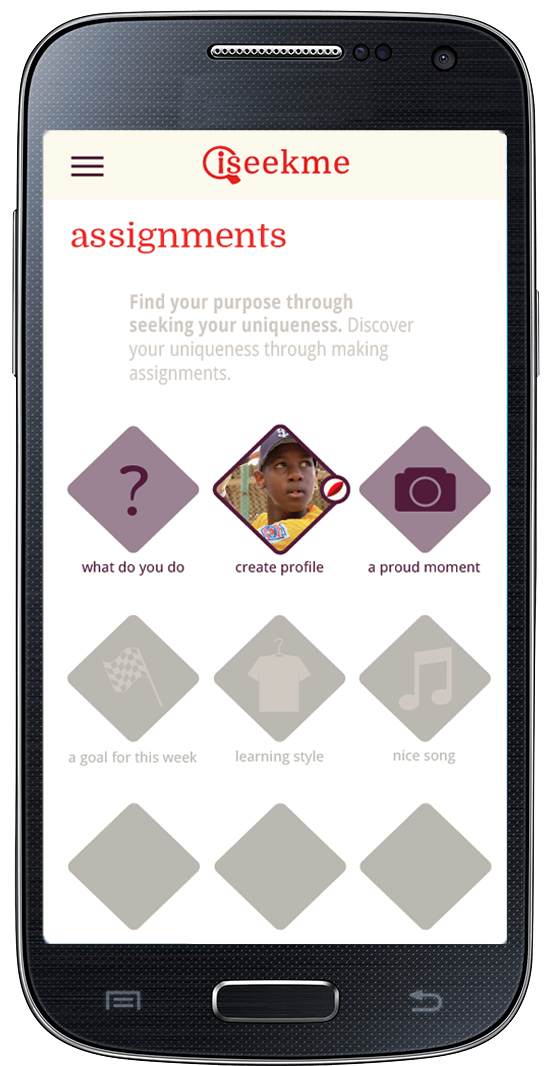 iseekme
assignments
Find your purpose through
seeking your uniqueness. Discover
your uniqueness through making
assignments.
?
what do you do
create profile
a proud moment
a goal for this week
learning style
nice song